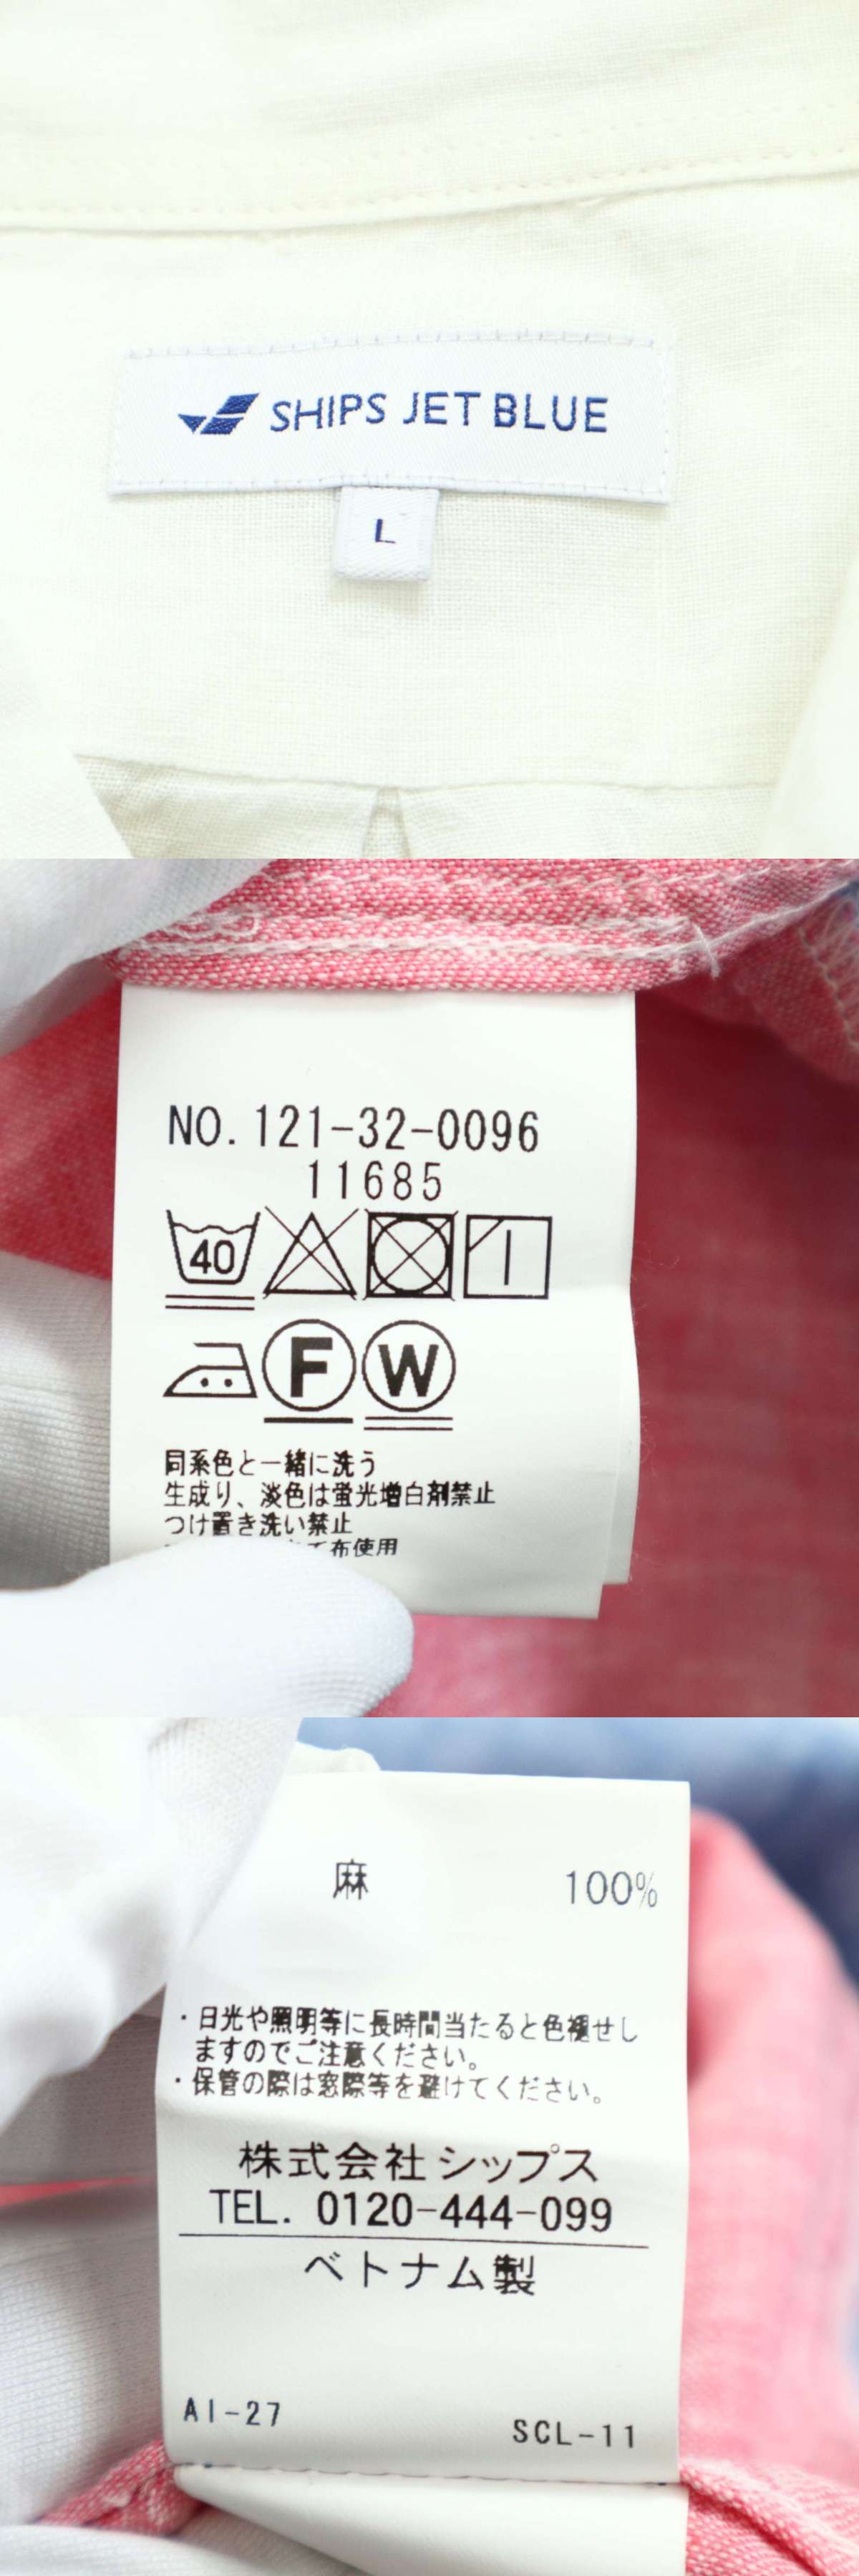 SHIPS JET BLUE
L
NO. 121-32-0096
11685
40
F W
同系色と一緒に洗う
生成り、淡色は蛍光増白剤禁止
つけ置き洗い禁止
て布使用
麻 100%
・日光や照明等に長時間当たると色褪せし
ますのでご注意ください。
・保管の際は窓際等を避けてください。
株式会社シップス
TEL. 0120-444-099
ベトナム製
AI-27 SCL-11